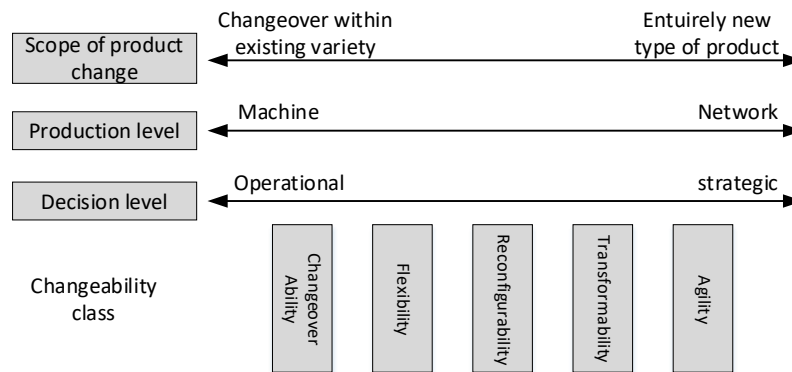 Scope of product
change
Changeover within
existing variety
Entuirely new
type of product
Production level
Machine
Network
Decision level
Operational
strategic
Changeability
class
Changeover
Ability
Flexibility
Reconfigurability
Transformability
Agility